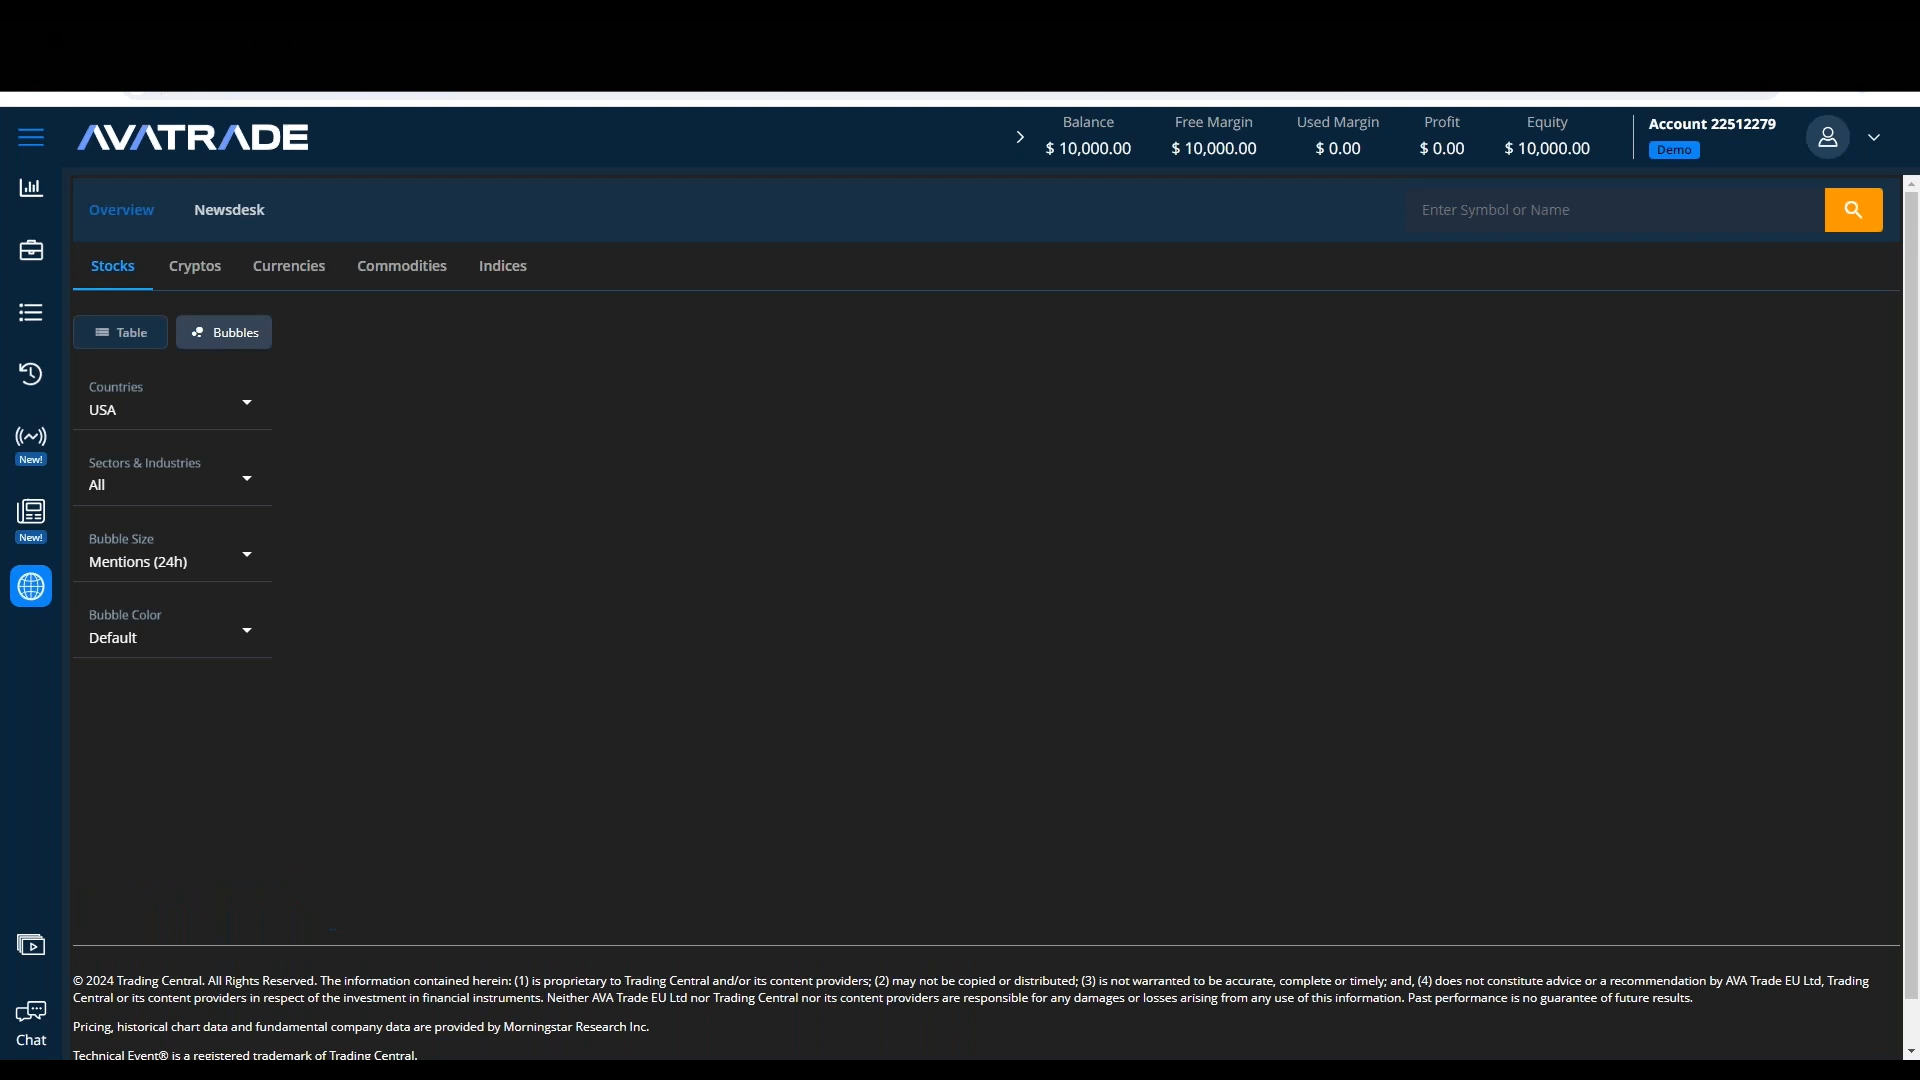 AVATRADE
Balance
$ 10,000.00
Free Margin
$ 10,000.00
Used Margin
$ 0.00
Profit
$ 0.00
Equity
$ 10,000.00
Account 22512279
Demo
Overview
Newsdesk
Enter Symbol or Name
Stocks
Cryptos
Currencies
Commodities
Indices
Table
Bubbles
Countries
USA
Sectors & Industries
All
Bubble Size
Mentions (24h)
Bubble Color
Default
New!
New!
Chat
© 2024 Trading Central. All Rights Reserved. The information contained herein: (1) is proprietary to Trading Central and/or its content providers; (2) may not be copied or distributed; (3) is not warranted to be accurate, complete or timely; and, (4) does not constitute advice or a recommendation by AVA Trade EU Ltd, Trading
Central or its content providers in respect of the investment in financial instruments. Neither AVA Trade EU Ltd nor Trading Central nor its content providers are responsible for any damages or losses arising from any use of this information. Past performance is no guarantee of future results.
Pricing, historical chart data and fundamental company data are provided by Morningstar Research Inc.
Technical Event® is a registered trademark of Trading Central.